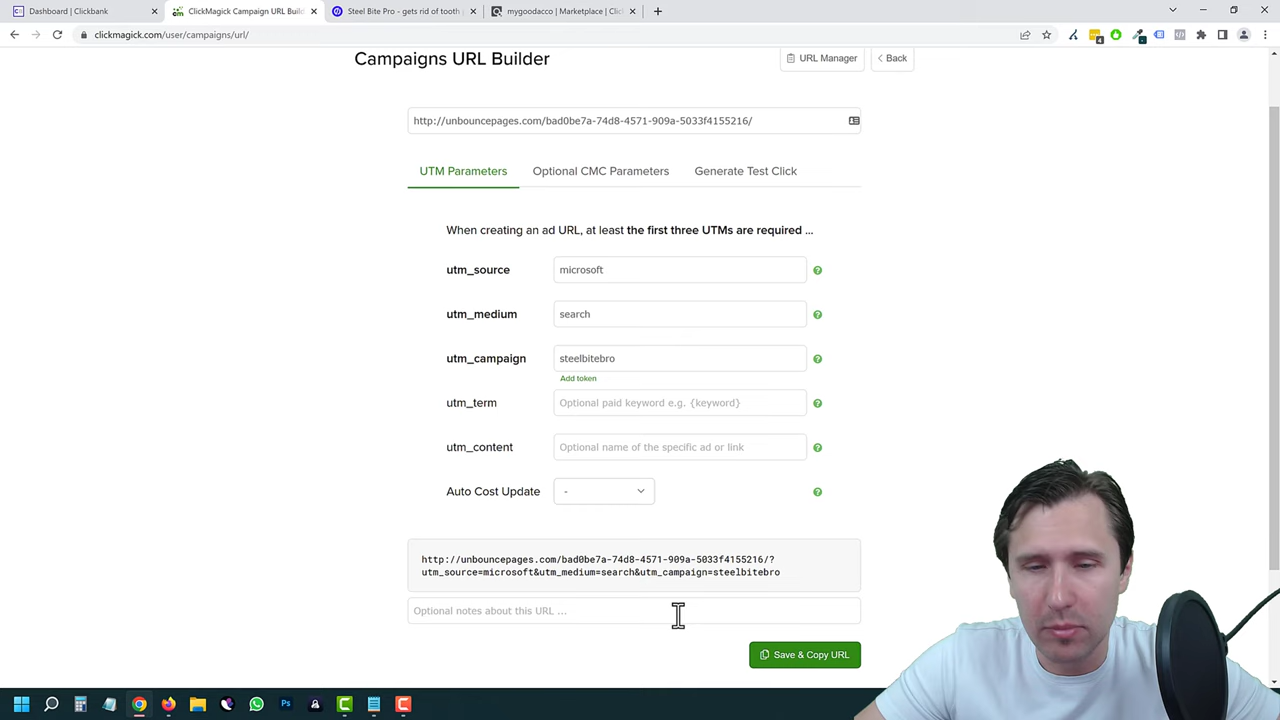 Dashboard | Clickbank
ClickMagick Campaign URL Build
Steel Bite Pro - gets rid of tooth
mygoodacco | Marketplace | Clic
clickmagick.com/user/campaigns/url/
Campaigns URL Builder
URL Manager
Back
http://unbouncepages.com/bad0be7a-74d8-4571-909a-5033f4155216/
UTM Parameters
Optional CMC Parameters
Generate Test Click
When creating an ad URL, at least the first three UTMs are required ...
utm_source
microsoft
utm_medium
search
utm_campaign
steelbitebro
Add token
utm_term
Optional paid keyword e.g. {keyword}
utm_content
Optional name of the specific ad or link
Auto Cost Update
-
http://unbouncepages.com/bad0be7a-74d8-4571-909a-5033f4155216/?
utm_source=microsoft&utm_medium=search&utm_campaign=steelbitebro
Optional notes about this URL ...
Save & Copy URL